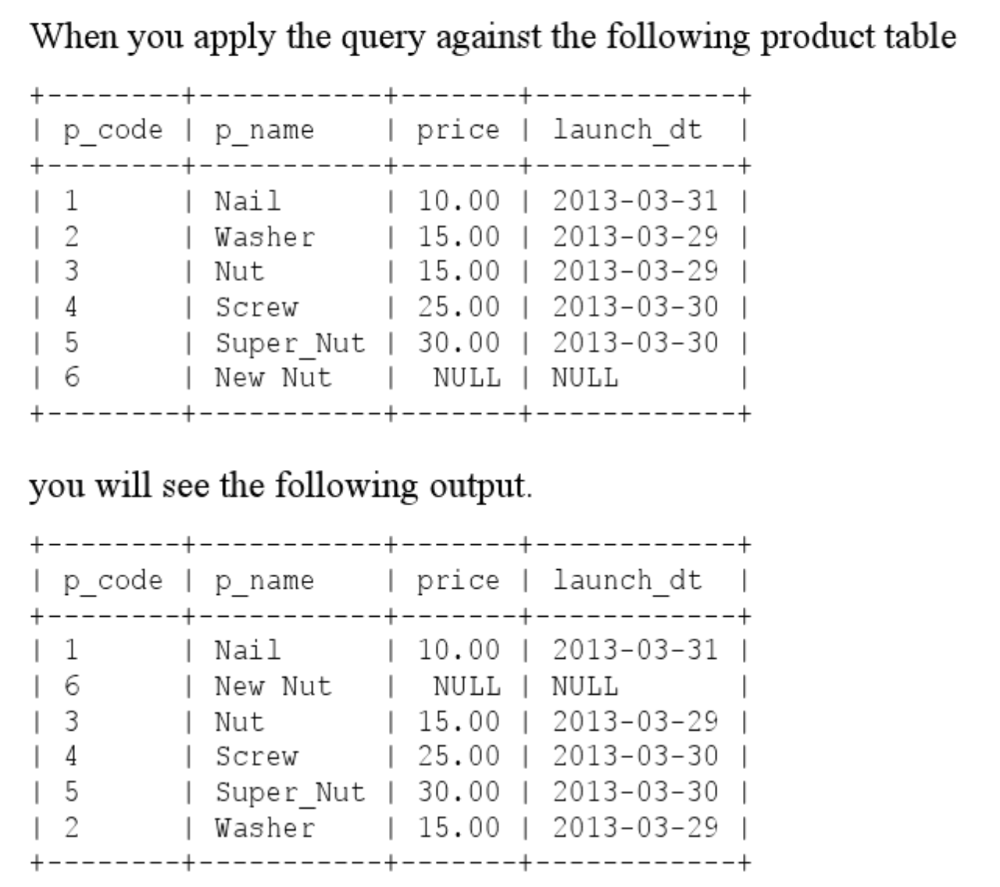 When you apply the query against the following product table
+--------+-----------+-------+------------+
| p_code | p_name    | price | launch_dt  |
+--------+-----------+-------+------------+
| 1      | Nail      | 10.00 | 2013-03-31 |
| 2      | Washer    | 15.00 | 2013-03-29 |
| 3      | Nut       | 15.00 | 2013-03-29 |
| 4      | Screw     | 25.00 | 2013-03-30 |
| 5      | Super_Nut | 30.00 | 2013-03-30 |
| 6      | New Nut   |  NULL | NULL       |
+--------+-----------+-------+------------+
you will see the following output.
+--------+-----------+-------+------------+
| p_code | p_name    | price | launch_dt  |
+--------+-----------+-------+------------+
| 1      | Nail      | 10.00 | 2013-03-31 |
| 6      | New Nut   |  NULL | NULL       |
| 3      | Nut       | 15.00 | 2013-03-29 |
| 4      | Screw     | 25.00 | 2013-03-30 |
| 5      | Super_Nut | 30.00 | 2013-03-30 |
| 2      | Washer    | 15.00 | 2013-03-29 |
+--------+-----------+-------+------------+